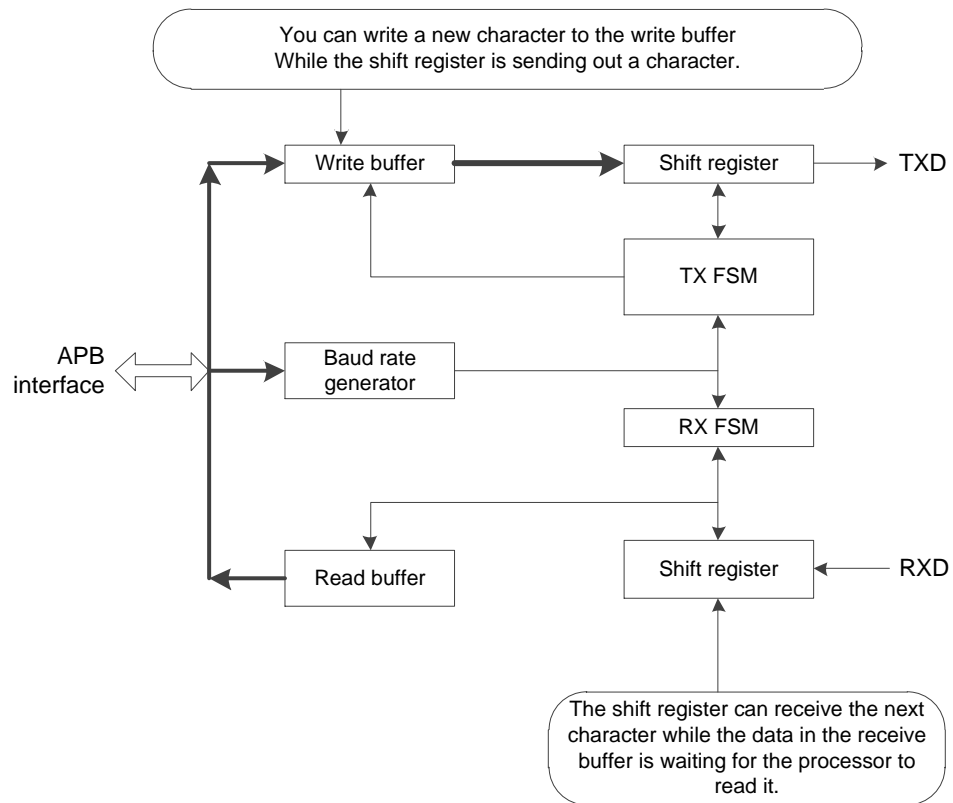 You can write a new character to the write buffer
While the shift register is sending out a character.
Write buffer
Shift register
TXD
TX FSM
APB
interface
Baud rate
generator
RX FSM
Read buffer
Shift register
RXD
The shift register can receive the next
character while the data in the receive
buffer is waiting for the processor to
read it.